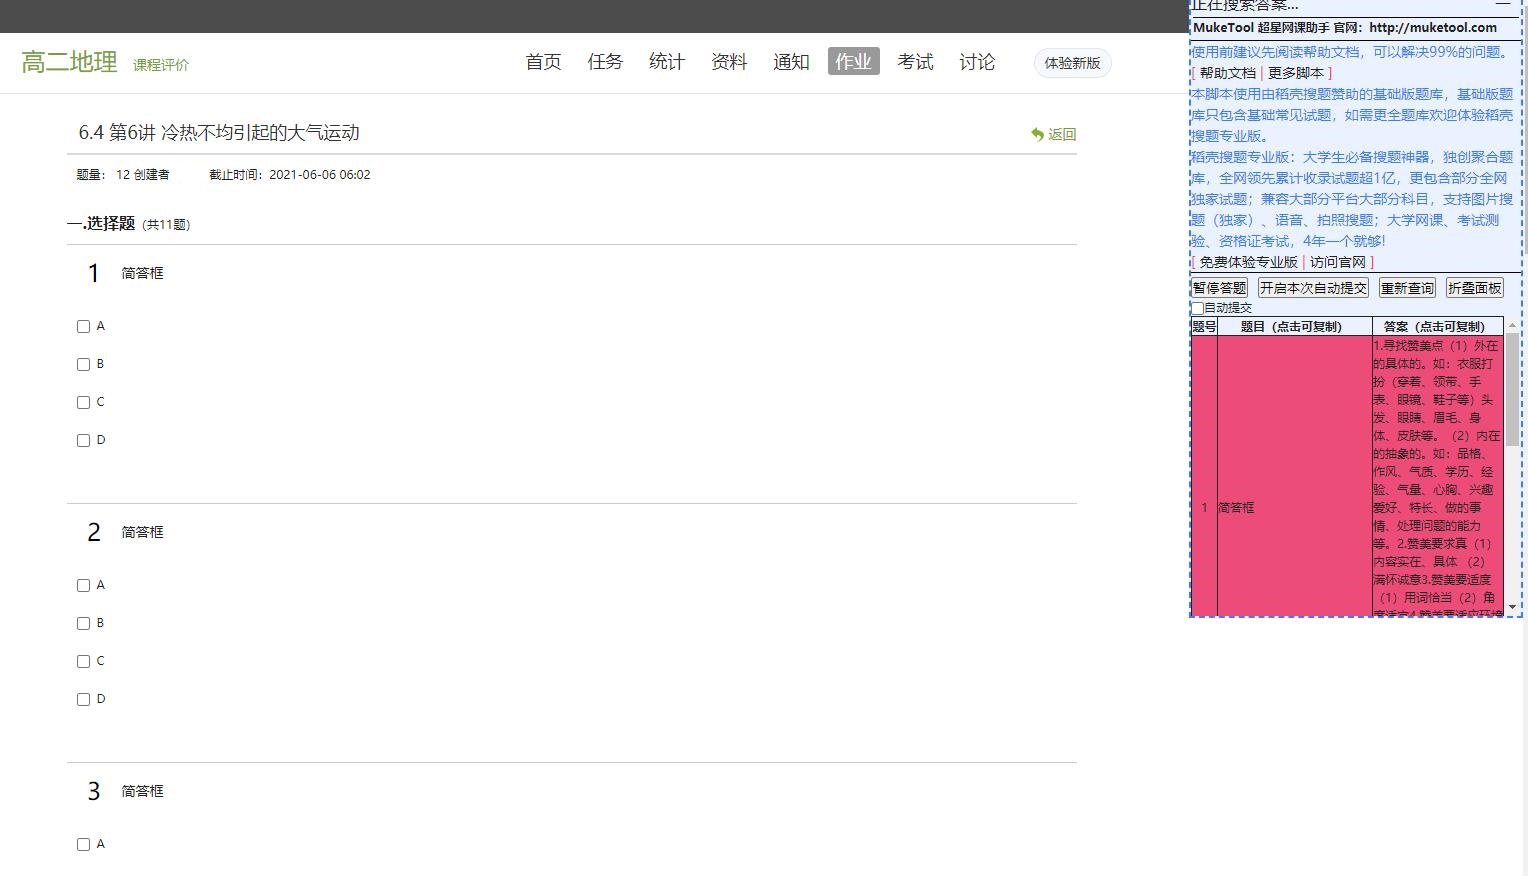 高二地理 课程评价
首页 任务 统计 资料 通知 作业 考试 讨论 体验新版
6.4 第6讲 冷热不均引起的大气运动
返回
题量： 12 创建者 截止时间：2021-06-06 06:02
一.选择题（共11题）
1 简答框
A
B
C
D
2 简答框
A
B
C
D
3 简答框
A
正在搜索答案...
MukeTool 超星网课助手 官网：http://muketool.com
使用前建议先阅读帮助文档，可以解决99%的问题。
[ 帮助文档 | 更多脚本 ]
本脚本使用由稻壳搜题赞助的基础版题库，基础版题
库只包含基础常见试题，如需更全题库欢迎体验稻壳
搜题专业版。
稻壳搜题专业版：大学生必备搜题神器，独创聚合题
库，全网领先累计收录试题超1亿，更包含部分全网
独家试题；兼容大部分平台大部分科目，支持图片搜
题（独家）、语音、拍照搜题；大学网课、考试测
验、资格证考试，4年一个就够!
[ 免费体验专业版 | 访问官网 ]
暂停答题 开启本次自动提交 重新查询 折叠面板
自动提交
题号 题目（点击可复制） 答案（点击可复制）
1 简答框
1.寻找赞美点（1）外在
的具体的。如：衣服打
扮（穿着、领带、手
表、眼镜、鞋子等）头
发、眼睛、眉毛、身
体、皮肤等。（2）内在
的抽象的。如：品格、
作风、气质、学历、经
验、气量、心胸、兴趣
爱好、特长、做的事
情、处理问题的能力
等。2.赞美要求真（1）
内容实在、具体 （2）
满怀诚意3.赞美要适度
（1）用词恰当（2）角
度适宜4.赞美要适应环境